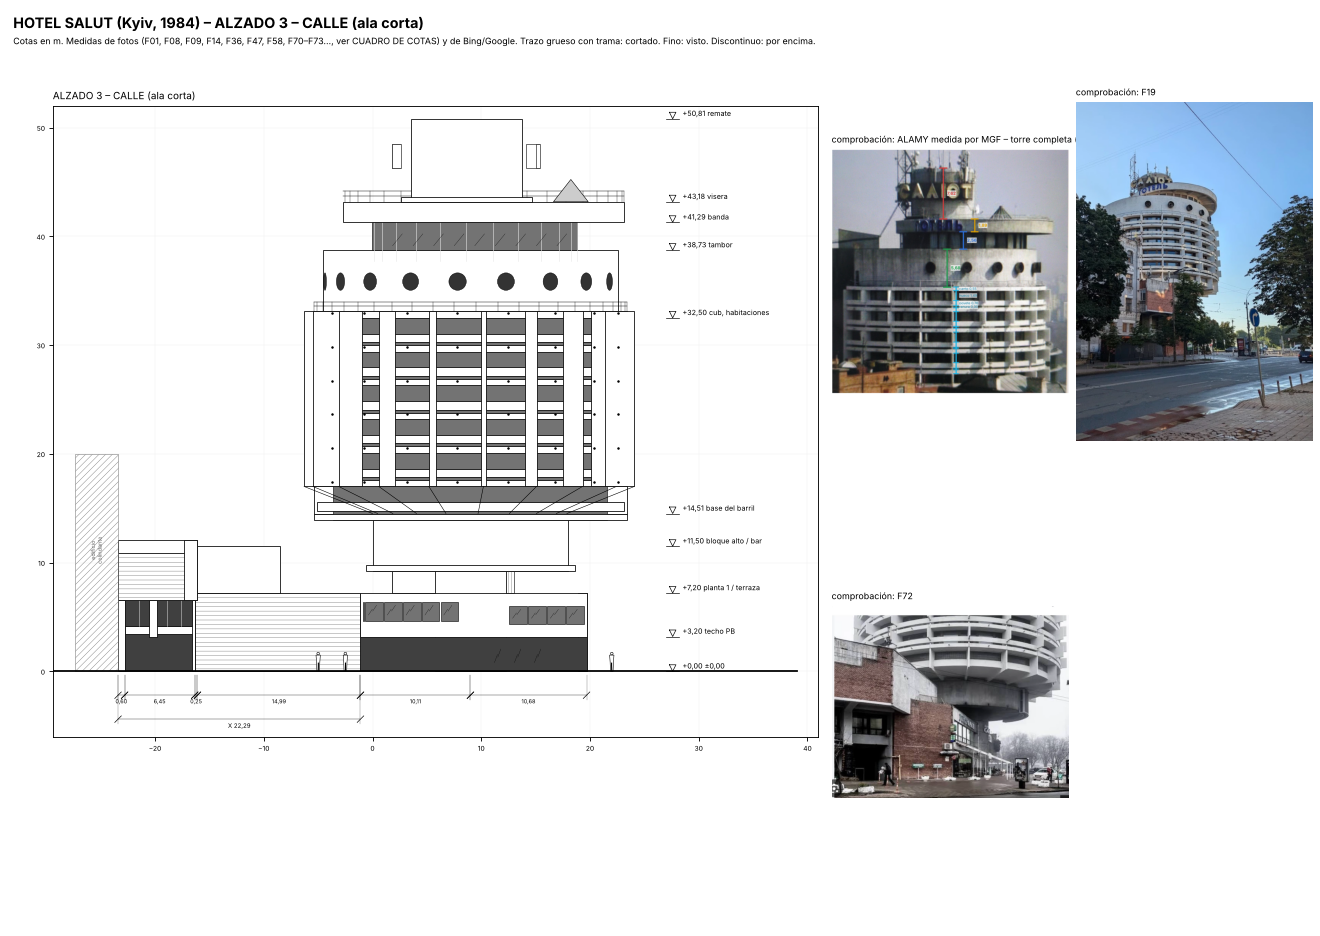 HOTEL SALUT (Kyiv, 1984) – ALZADO 3 – CALLE (ala corta)
Cotas en m. Medidas de fotos (F01, F08, F09, F14, F36, F47, F58, F70–F73..., ver CUADRO DE COTAS) y de Bing/Google. Trazo grueso con trama: cortado. Fino: visto. Discontinuo: por encima.
ALZADO 3 – CALLE (ala corta)
+50,81 remate
+43,18 visera
+41,29 banda
+38,73 tambor
+32,50 cub, habitaciones
+14,51 base del barril
+11,50 bloque alto / bar
+7,20 planta 1 / terraza
+3,20 techo PB
+0,00 ±0,00
50
40
30
20
10
0
0,60
6,45
0,25
14,99
10,11
10,68
X 22,29
−20
−10
0
10
20
30
40
comprobación: ALAMY medida por MGF – torre completa
САЛЮТ
comprobación: F19
САЛЮТ
comprobación: F72